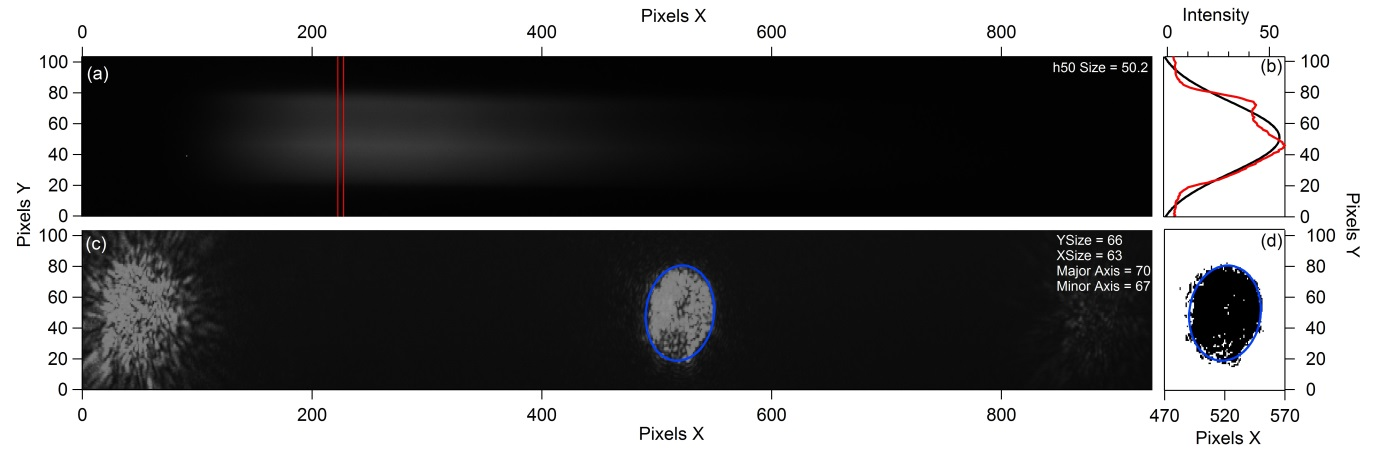 Pixels X
Intensity
0 200 400 600 800
0 50
100
80
60
40
20
0
Pixels Y
(a)
h50 Size = 50.2
(b)
100
80
60
40
20
0
Pixels Y
100
80
60
40
20
0
(c)
YSize = 66
XSize = 63
Major Axis = 70
Minor Axis = 67
(d)
100
80
60
40
20
0
0 200 400 600 800
470 520 570
Pixels X
Pixels X